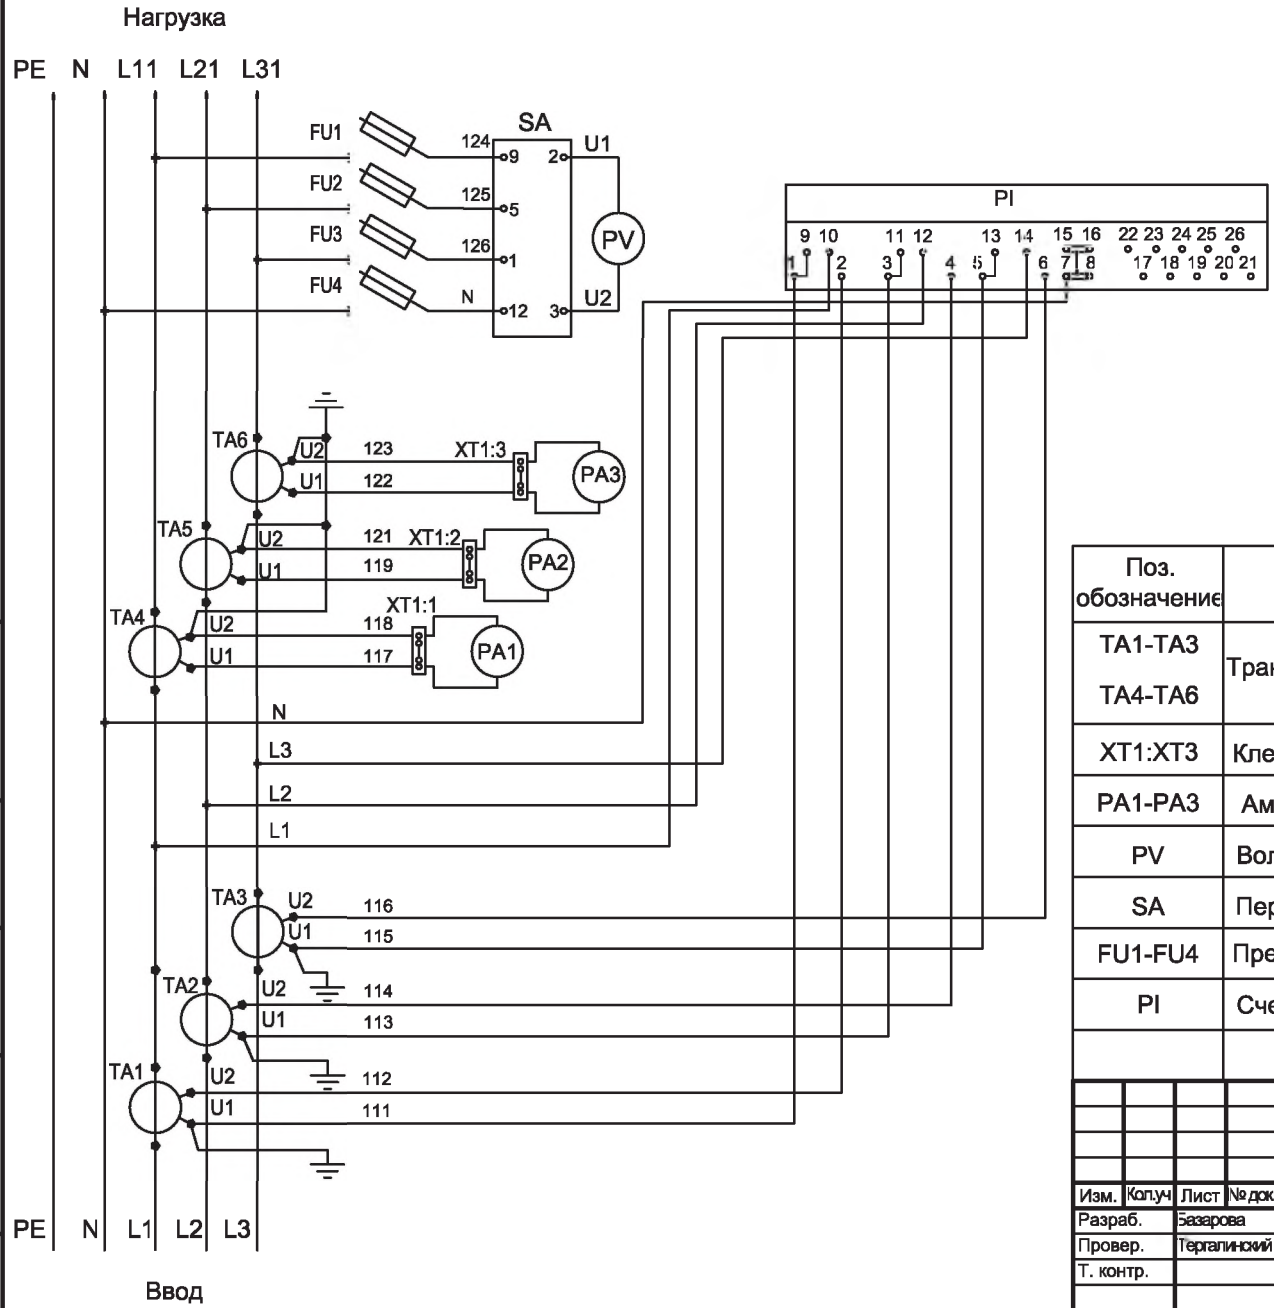 Нагрузка
PE N L11 L21 L31
SA
FU1 124 9 2 U1
FU2 125 5
FU3 126 1 PV
FU4 N 12 3 U2
PI
9 10 11 12 13 14 15 16 22 23 24 25 26
1 2 3 4 5 6 7 8 17 18 19 20 21
TA6 U2 123 XT1:3
U1 122 PA3
TA5 U2 121 XT1:2
U1 119 PA2
XT1:1
TA4 U2 118
U1 117 PA1
N
L3
L2
L1
TA3 U2 116
U1 115
TA2 U2 114
U1 113
TA1 U2 112
U1 111
PE N L1 L2 L3
Ввод
Поз.
обозначение
TA1-TA3
TA4-TA6
XT1:XT3
PA1-PA3
PV
SA
FU1-FU4
PI
Изм. Кол.уч Лист № док
Разраб. Базарова
Провер. Тергалинский
Т. контр.